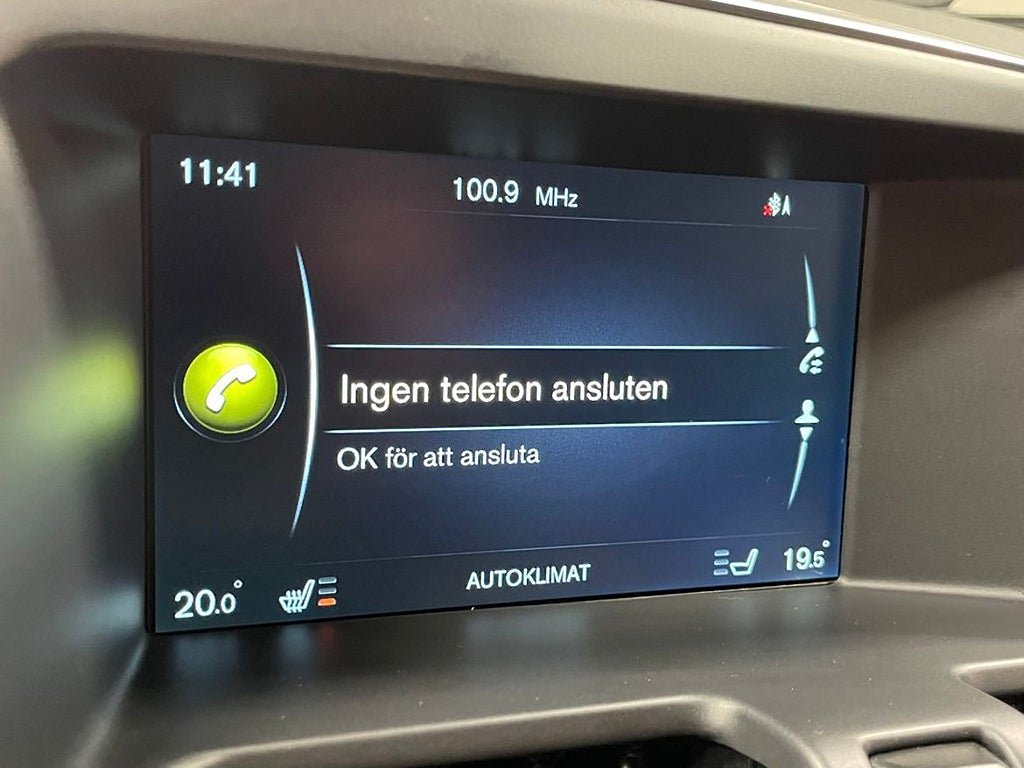 11:41
100.9 MHz
Ingen telefon ansluten
OK för att ansluta
20.0°
AUTOKLIMAT
19.5°